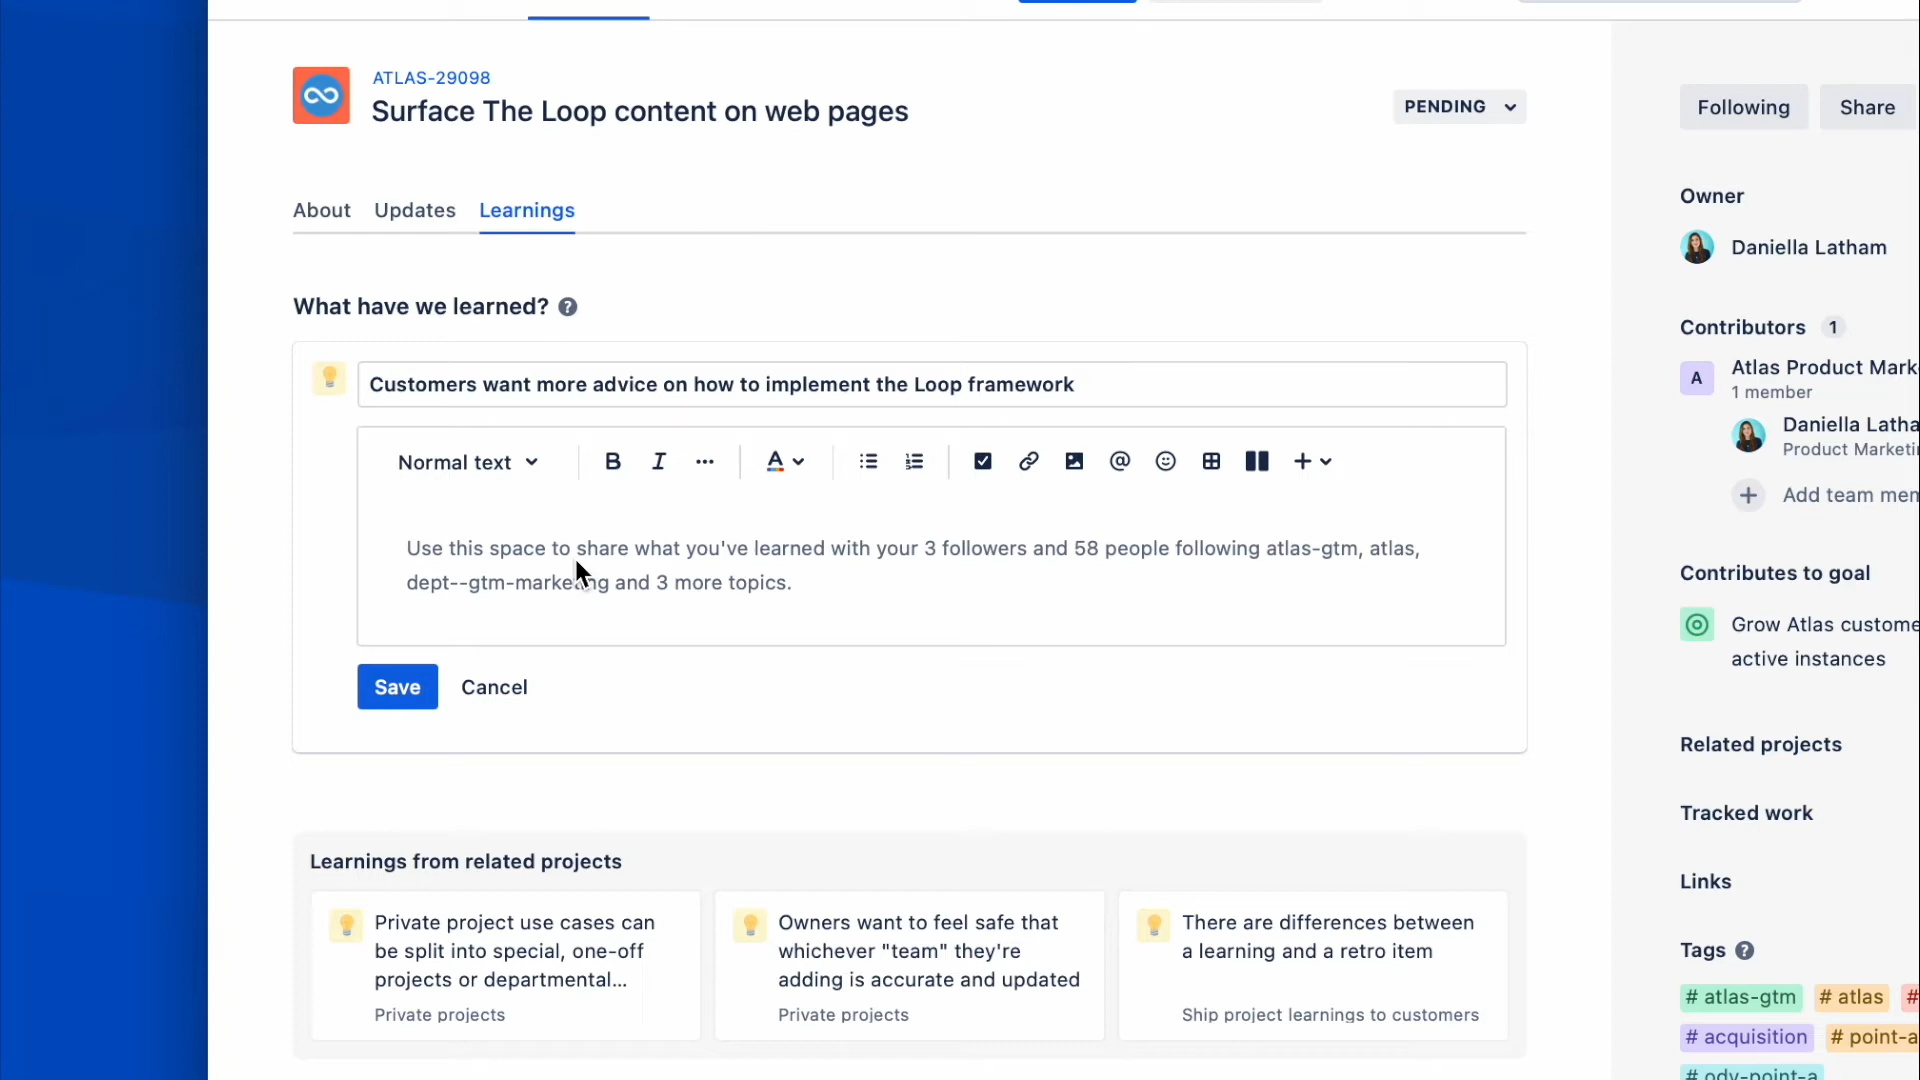 ATLAS-29098
Surface The Loop content on web pages
PENDING
Following
Share
About
Updates
Learnings
What have we learned?
Customers want more advice on how to implement the Loop framework
Normal text
Use this space to share what you've learned with your 3 followers and 58 people following atlas-gtm, atlas,
dept--gtm-marketing and 3 more topics.
Save
Cancel
Learnings from related projects
Private project use cases can
be split into special, one-off
projects or departmental...
Private projects
Owners want to feel safe that
whichever "team" they're
adding is accurate and updated
Private projects
There are differences between
a learning and a retro item
Ship project learnings to customers
Owner
Daniella Latham
Contributors 1
A
Atlas Product Mark
1 member
Daniella Latha
Product Marketi
Add team mem
Contributes to goal
Grow Atlas custome
active instances
Related projects
Tracked work
Links
Tags
# atlas-gtm # atlas #
# acquisition # point-a
# ody-point-a